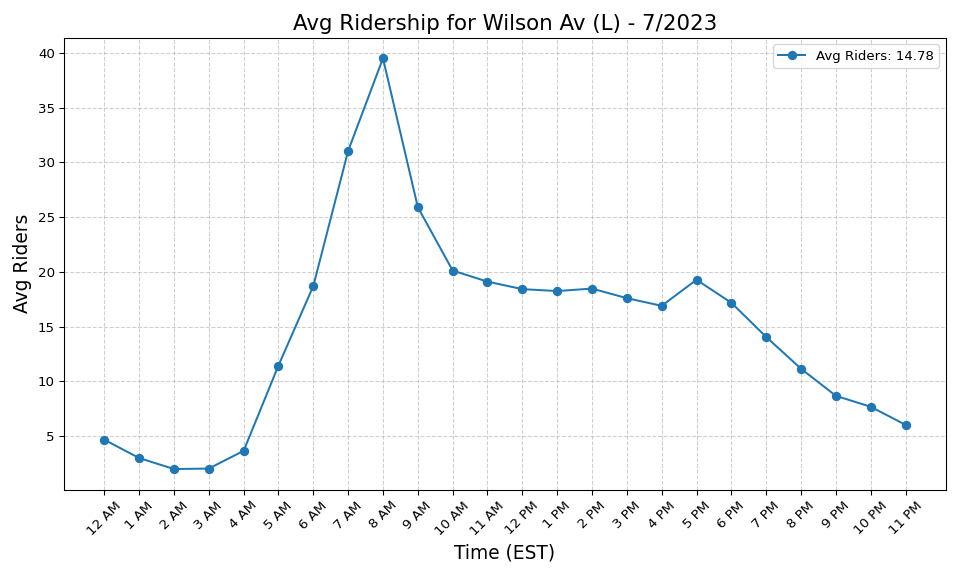 Avg Ridership for Wilson Av (L) - 7/2023
Avg Riders: 14.78
40
35
30
25
20
15
10
5
Avg Riders
12 AM
1 AM
2 AM
3 AM
4 AM
5 AM
6 AM
7 AM
8 AM
9 AM
10 AM
11 AM
12 PM
1 PM
2 PM
3 PM
4 PM
5 PM
6 PM
7 PM
8 PM
9 PM
10 PM
11 PM
Time (EST)